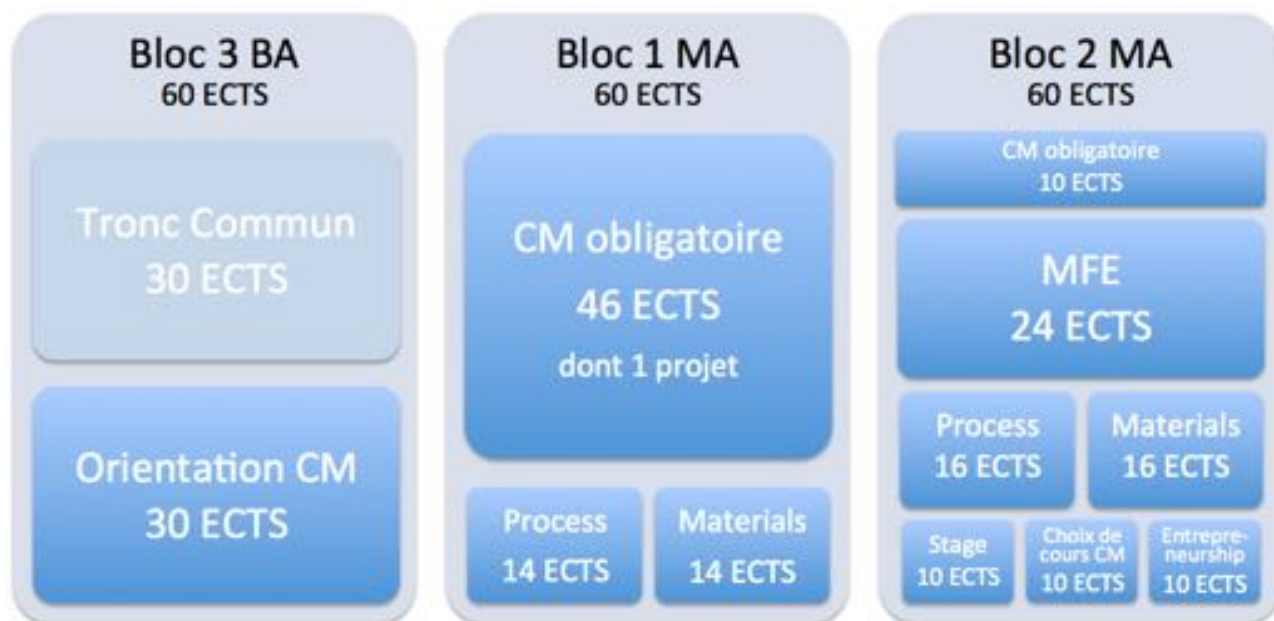 Bloc 3 BA
60 ECTS
Tronc Commun
30 ECTS
Orientation CM
30 ECTS
Bloc 1 MA
60 ECTS
CM obligatoire
46 ECTS
dont 1 projet
Process
14 ECTS
Materials
14 ECTS
Bloc 2 MA
60 ECTS
CM obligatoire
10 ECTS
MFE
24 ECTS
Process
16 ECTS
Materials
16 ECTS
Stage
10 ECTS
Choix de
cours CM
10 ECTS
Entrepre-
neurship
10 ECTS